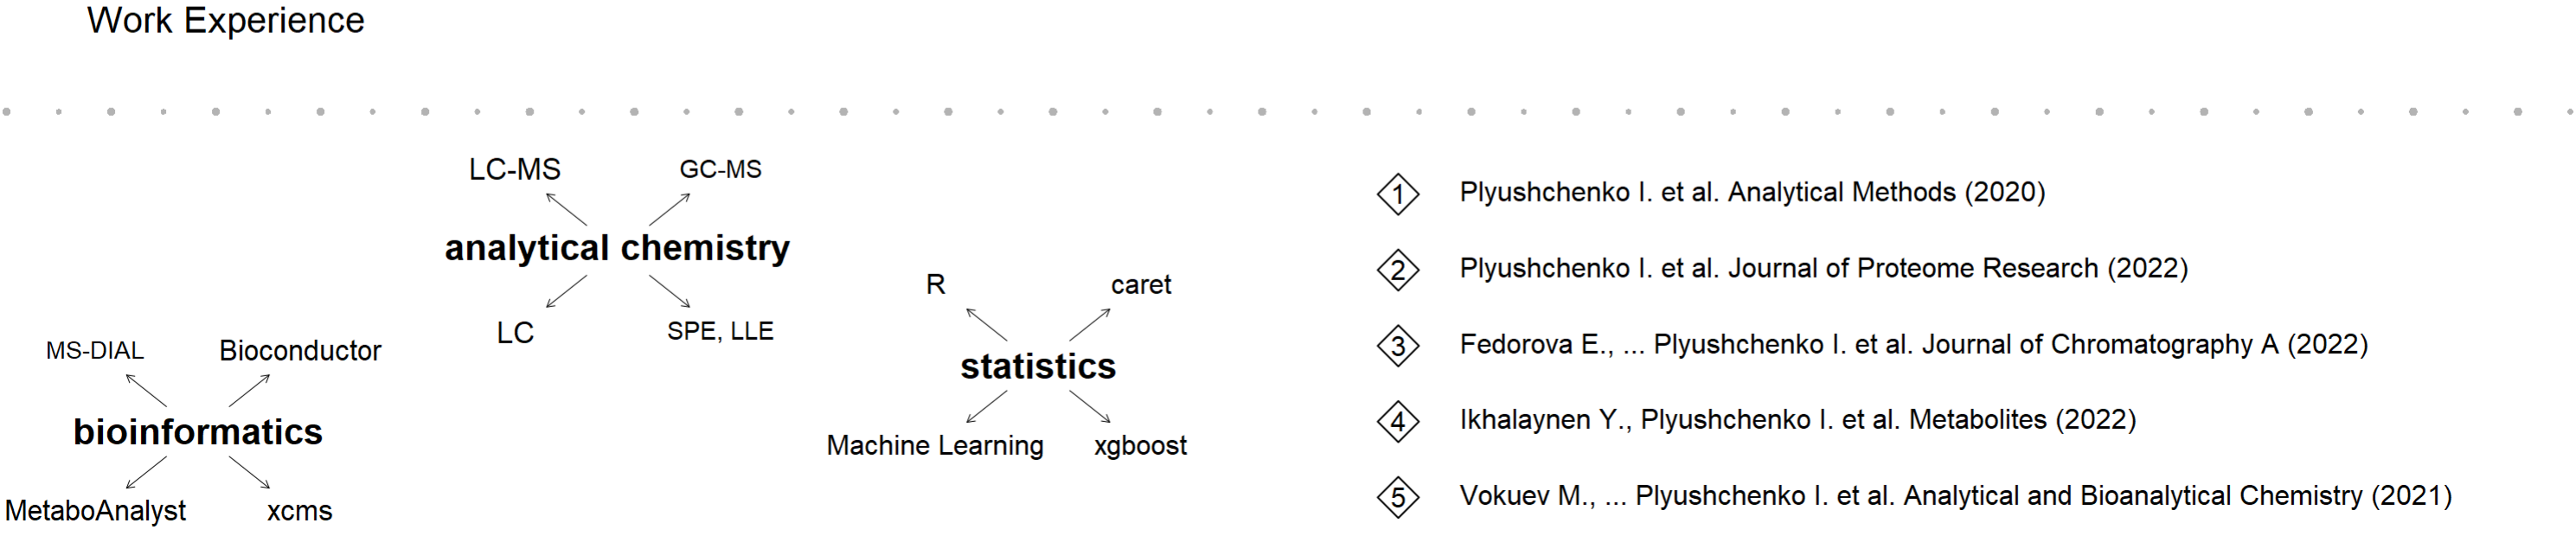 Work Experience
LC-MS GC-MS
analytical chemistry
LC SPE, LLE
MS-DIAL Bioconductor
bioinformatics
MetaboAnalyst xcms
R caret
statistics
Machine Learning xgboost
1 Plyushchenko I. et al. Analytical Methods (2020)
2 Plyushchenko I. et al. Journal of Proteome Research (2022)
3 Fedorova E., ... Plyushchenko I. et al. Journal of Chromatography A (2022)
4 Ikhalaynen Y., Plyushchenko I. et al. Metabolites (2022)
5 Vokuev M., ... Plyushchenko I. et al. Analytical and Bioanalytical Chemistry (2021)